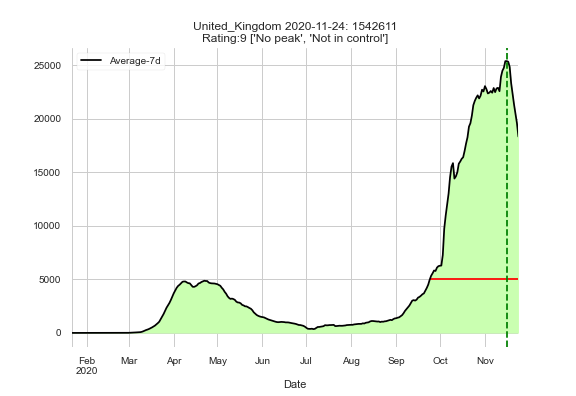 United_Kingdom 2020-11-24: 1542611
Rating:9 ['No peak', 'Not in control']
Average-7d
25000
20000
15000
10000
5000
0
Feb Mar Apr May Jun Jul Aug Sep Oct Nov
2020
Date